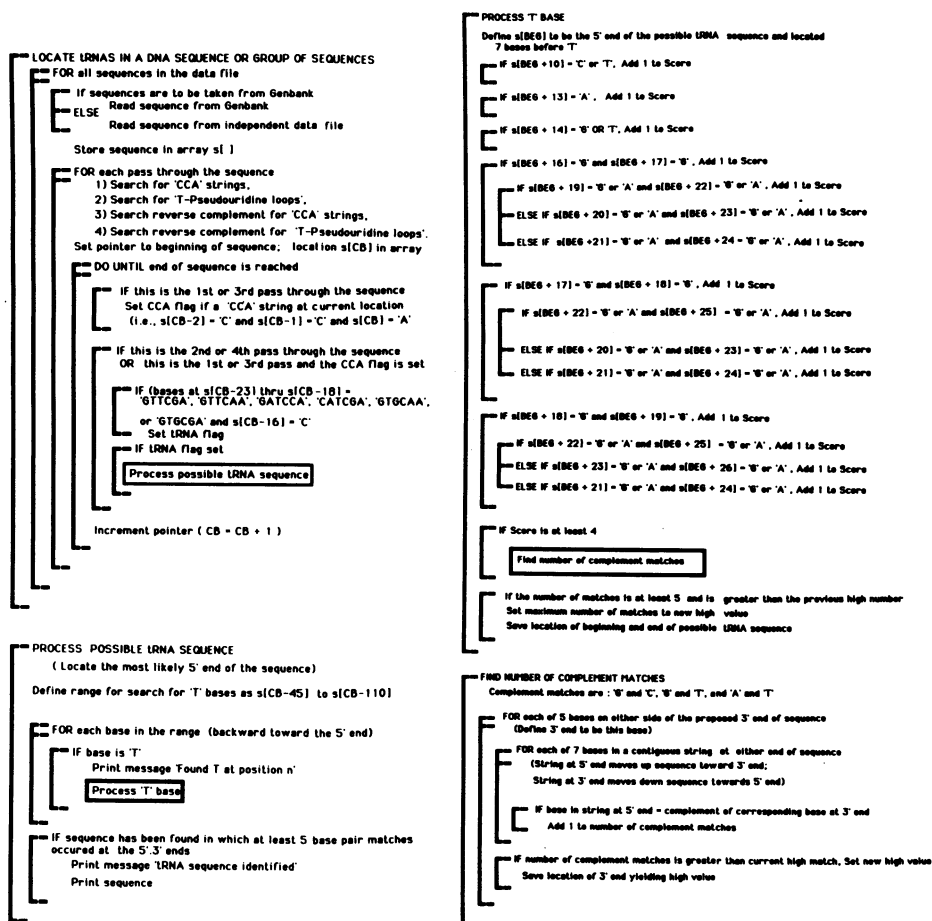 LOCATE tRNAS IN A DNA SEQUENCE OR GROUP OF SEQUENCES
FOR all sequences in the data file
If sequences are to be taken from Genbank
Read sequence from Genbank
ELSE
Read sequence from independent data file
Store sequence in array s[ ]
FOR each pass through the sequence
1) Search for 'CCA' strings,
2) Search for 'T-Pseudouridine loops',
3) Search reverse complement for 'CCA' strings,
4) Search reverse complement for 'T-Pseudouridine loops'.
Set pointer to beginning of sequence; location s[CB] in array
DO UNTIL end of sequence is reached
IF this is the 1st or 3rd pass through the sequence
Set CCA flag if a 'CCA' string at current location
(i.e., s[CB-2] = 'C' and s[CB-1] = 'C' and s[CB] = 'A'
IF this is the 2nd or 4th pass through the sequence
OR this is the 1st or 3rd pass and the CCA flag is set
IF (bases at s[CB-23] thru s[CB-18] =
'GTTCGA', 'GTTCAA', 'GATCCA', 'CATCGA', 'GTGCAA',
or 'GTGCGA' and s[CB-16] = 'C'
Set tRNA flag
IF tRNA flag set
Process possible tRNA sequence
Increment pointer ( CB = CB + 1 )
PROCESS POSSIBLE tRNA SEQUENCE
( Locate the most likely 5' end of the sequence)
Define range for search for 'T' bases as s[CB-45] to s[CB-110]
FOR each base in the range (backward toward the 5' end)
IF base is 'T'
Print message 'Found T at position n'
Process 'T' base
IF sequence has been found in which at least 5 base pair matches
occured at the 5',3' ends
Print message 'tRNA sequence identified'
Print sequence
PROCESS 'T' BASE
Define s[BEG] to be the 5' end of the possible tRNA sequence and located
7 bases before 'T'
IF s[BEG +10] = 'C' or 'T', Add 1 to Score
IF s[BEG + 13] = 'A', Add 1 to Score
IF s[BEG + 14] = 'G' OR 'T', Add 1 to Score
IF s[BEG + 16] = 'G' and s[BEG + 17] = 'G', Add 1 to Score
IF s[BEG + 19] = 'G' or 'A' and s[BEG + 22] = 'G' or 'A', Add 1 to Score
ELSE IF s[BEG + 20] = 'G' or 'A' and s[BEG + 23] = 'G' or 'A', Add 1 to Score
ELSE IF s[BEG +21] = 'G' or 'A' and s[BEG +24 = 'G' or 'A', Add 1 to Score
IF s[BEG + 17] = 'G' and s[BEG + 18] = 'G', Add 1 to Score
IF s[BEG + 22] = 'G' or 'A' and s[BEG + 25] = 'G' or 'A', Add 1 to Score
ELSE IF s[BEG + 20] = 'G' or 'A' and s[BEG + 23] = 'G' or 'A', Add 1 to Score
ELSE IF s[BEG + 21] = 'G' or 'A' and s[BEG + 24] = 'G' or 'A', Add 1 to Score
IF s[BEG + 18] = 'G' and s[BEG + 19] = 'G', Add 1 to Score
IF s[BEG + 22] = 'G' or 'A' and s[BEG + 25] = 'G' or 'A', Add 1 to Score
ELSE IF s[BEG + 23] = 'G' or 'A' and s[BEG + 26] = 'G' or 'A', Add 1 to Score
ELSE IF s[BEG + 21] = 'G' or 'A' and s[BEG + 24] = 'G' or 'A', Add 1 to Score
IF Score is at least 4
Find number of complement matches
If the number of matches is at least 5 and is greater than the previous high number
Set maximum number of matches to new high value
Save location of beginning and end of possible tRNA sequence
FIND NUMBER OF COMPLEMENT MATCHES
Complement matches are : 'G' and 'C', 'G' and 'T', and 'A' and 'T'
FOR each of 5 bases on either side of the proposed 3' end of sequence
(Define 3' end to be this base)
FOR each of 7 bases in a contiguous string at either end of sequence
(String at 5' end moves up sequence toward 3' end;
String at 3' end moves down sequence towards 5' end)
IF base in string at 5' end = complement of corresponding base at 3' end
Add 1 to number of complement matches
IF number of complement matches is greater than current high match, Set new high value
Save location of 3' end yielding high value